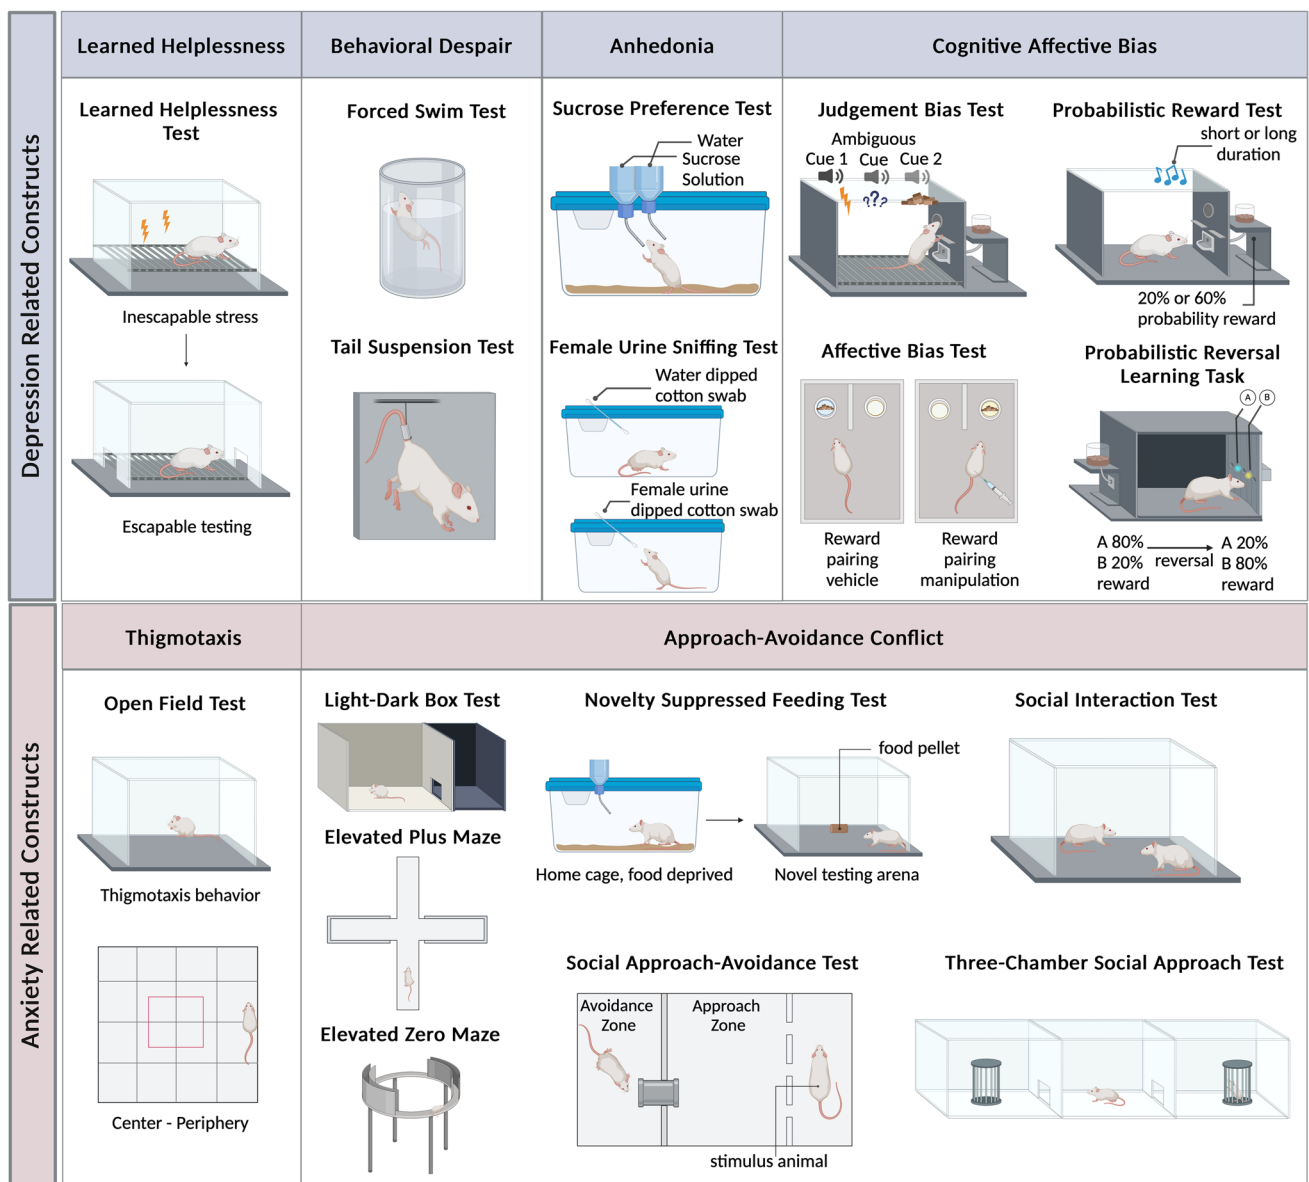 Depression Related Constructs
Learned Helplessness
Behavioral Despair
Anhedonia
Cognitive Affective Bias
Learned Helplessness
Test
Inescapable stress
Escapable testing
Forced Swim Test
Tail Suspension Test
Sucrose Preference Test
Water
Sucrose
Solution
Female Urine Sniffing Test
Water dipped
cotton swab
Female urine
dipped cotton swab
Judgement Bias Test
Ambiguous
Cue 1 Cue Cue 2
???
Probabilistic Reward Test
short or long
duration
20% or 60%
probability reward
Affective Bias Test
Reward
pairing
vehicle
Reward
pairing
manipulation
Probabilistic Reversal
Learning Task
A B
A 80%
B 20%
reward
reversal
A 20%
B 80%
reward
Anxiety Related Constructs
Thigmotaxis
Approach-Avoidance Conflict
Open Field Test
Thigmotaxis behavior
Center - Periphery
Light-Dark Box Test
Elevated Plus Maze
Elevated Zero Maze
Novelty Suppressed Feeding Test
food pellet
Home cage, food deprived
Novel testing arena
Social Interaction Test
Social Approach-Avoidance Test
Avoidance
Zone
Approach
Zone
stimulus animal
Three-Chamber Social Approach Test